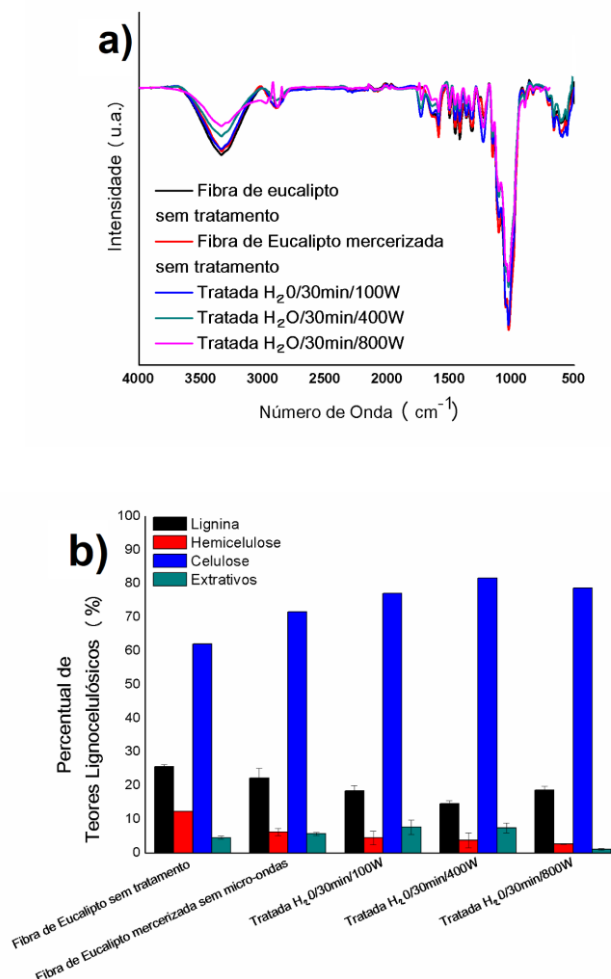 a)
Intensidade (u.a.)
Fibra de eucalipto
sem tratamento
Fibra de Eucalipto mercerizada
sem tratamento
Tratada H₂0/30min/100W
Tratada H₂O/30min/400W
Tratada H₂O/30min/800W
4000 3500 3000 2500 2000 1500 1000 500
Número de Onda ( cm⁻¹)
b)
Percentual de
Teores Lignocelulósicos ( %)
100
90
80
70
60
50
40
30
20
10
0
Lignina
Hemicelulose
Celulose
Extrativos
Fibra de Eucalipto sem tratamento
Fibra de Eucalipto mercerizada sem micro-ondas
Tratada H₂0/30min/100W
Tratada H₂0/30min/400W
Tratada H₂0/30min/800W